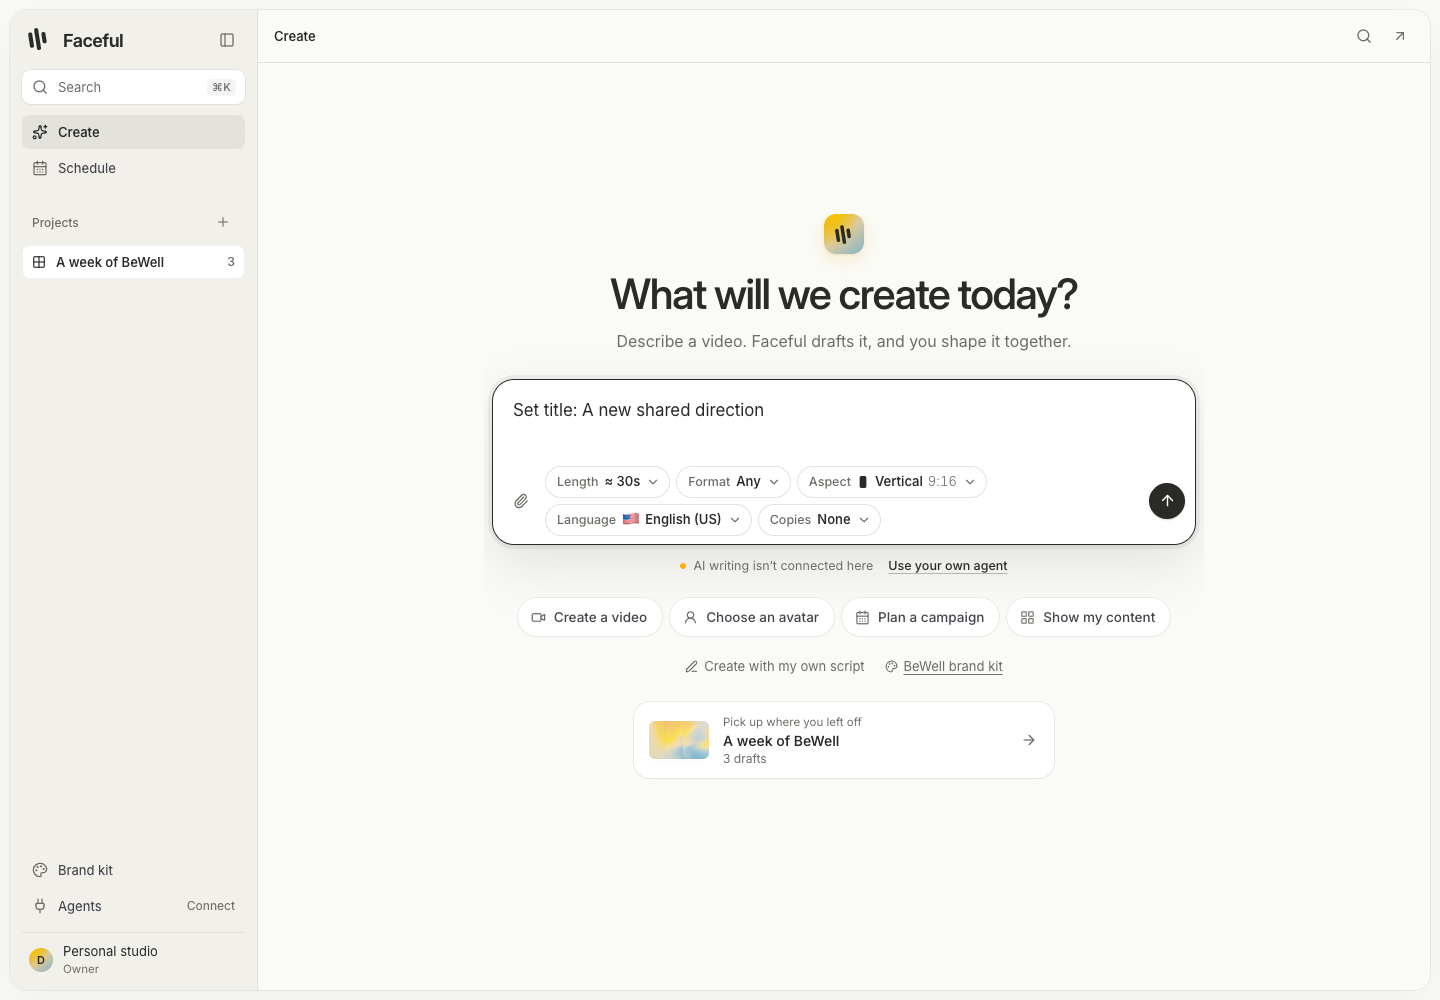 Faceful
Search ⌘K
Create
Schedule
Projects
A week of BeWell 3
Brand kit
Agents Connect
D
Personal studio
Owner
Create
What will we create today?
Describe a video. Faceful drafts it, and you shape it together.
Set title: A new shared direction
Length ≈ 30s
Format Any
Aspect Vertical 9:16
Language English (US)
Copies None
AI writing isn’t connected here Use your own agent
Create a video
Choose an avatar
Plan a campaign
Show my content
Create with my own script
BeWell brand kit
Pick up where you left off
A week of BeWell
3 drafts